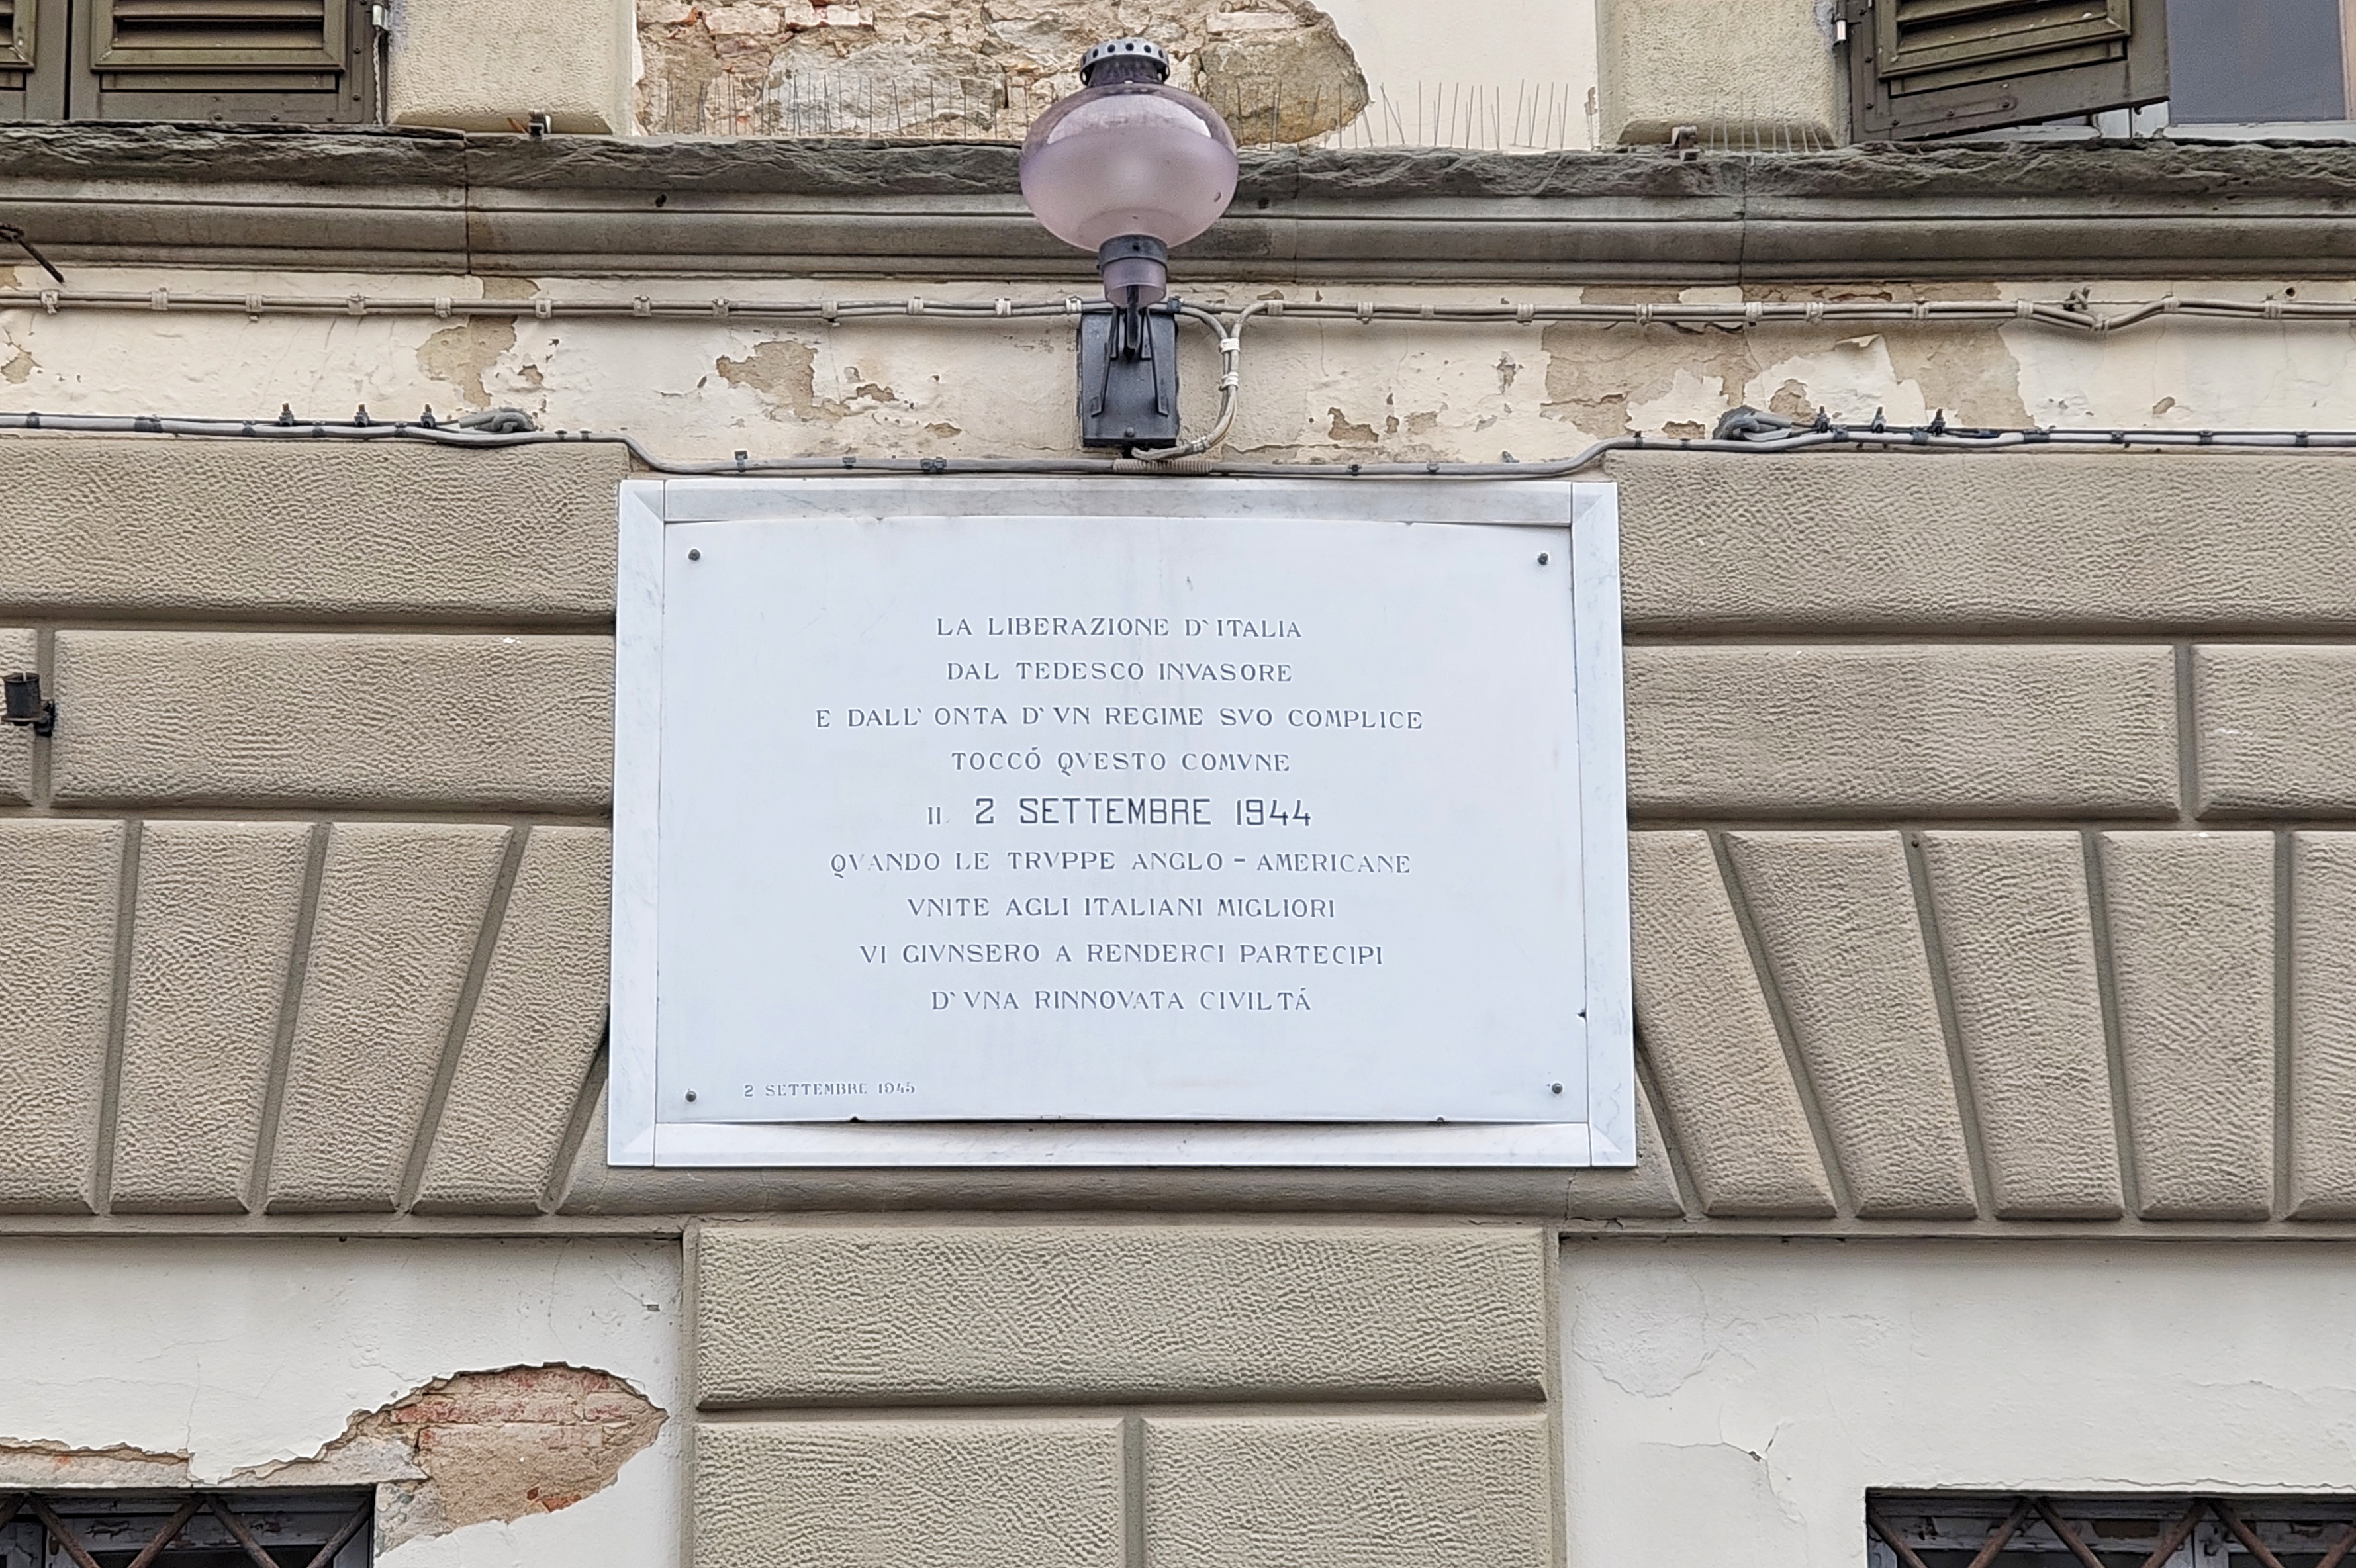 LA LIBERAZIONE D`ITALIA
DAL TEDESCO INVASORE
E DALL` ONTA D`VN REGIME SVO COMPLICE
TOCCÓ QVESTO COMVNE
IL 2 SETTEMBRE 1944
QVANDO LE TRVPPE ANGLO - AMERICANE
VNITE AGLI ITALIANI MIGLIORI
VI GIVNSERO A RENDERCI PARTECIPI
D`VNA RINNOVATA CIVILTÁ
2 SETTEMBRE 1945